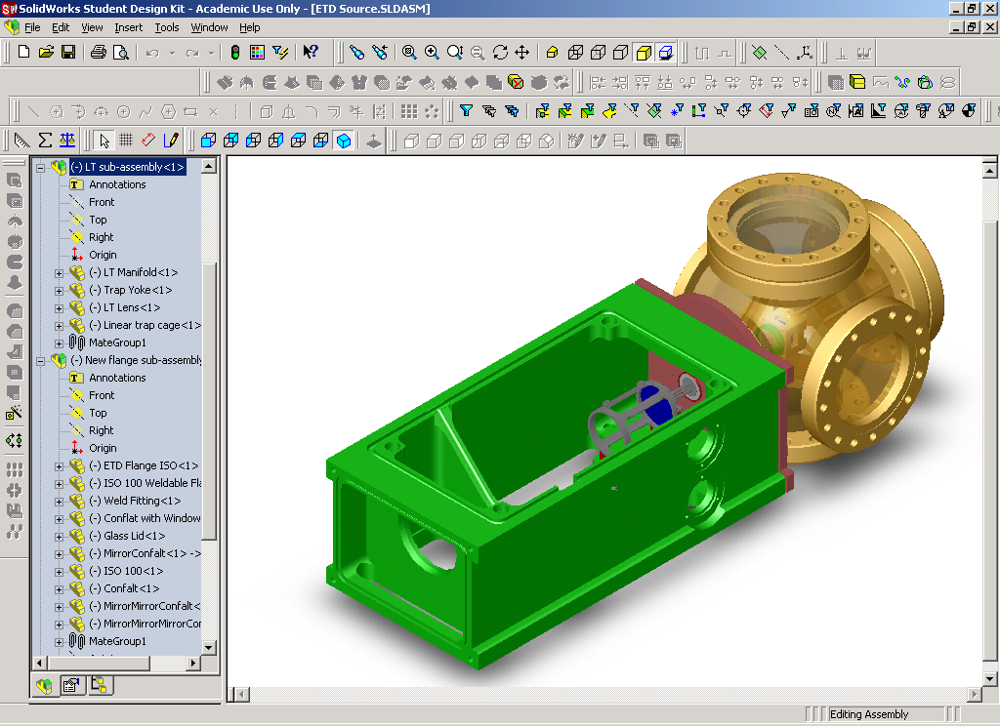 SolidWorks Student Design Kit - Academic Use Only - [ETD Source.SLDASM]
File Edit View Insert Tools Window Help
(-) LT sub-assembly<1>
Annotations
Front
Top
Right
Origin
(-) LT Manifold<1>
(-) Trap Yoke<1>
(-) LT Lens<1>
(-) Linear trap cage<1>
MateGroup1
(-) New flange sub-assembly
Annotations
Front
Top
Right
Origin
(-) ETD Flange ISO<1>
(-) ISO 100 Weldable Fla
(-) Weld Fitting<1>
(-) Conflat with Window
(-) Glass Lid<1>
(-) MirrorConfalt<1> ->
(-) ISO 100<1>
(-) Confalt<1>
(-) MirrorMirrorConfalt<
(-) MirrorMirrorMirrorCor
MateGroup1
Editing Assembly